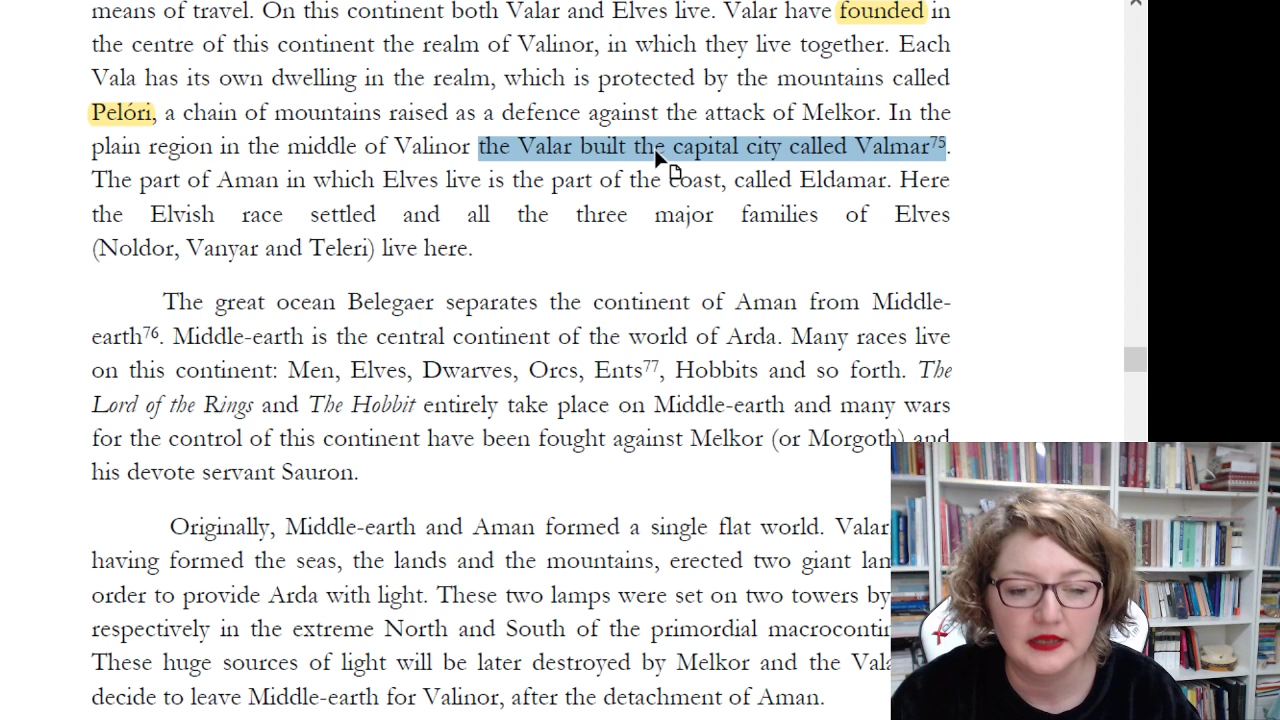 means of travel. On this continent both Valar and Elves live. Valar have founded in
the centre of this continent the realm of Valinor, in which they live together. Each
Vala has its own dwelling in the realm, which is protected by the mountains called
Pelóri, a chain of mountains raised as a defence against the attack of Melkor. In the
plain region in the middle of Valinor the Valar built the capital city called Valmar75.
The part of Aman in which Elves live is the part of the coast, called Eldamar. Here
the Elvish race settled and all the three major families of Elves
(Noldor, Vanyar and Teleri) live here.
The great ocean Belegaer separates the continent of Aman from Middle-
earth76. Middle-earth is the central continent of the world of Arda. Many races live
on this continent: Men, Elves, Dwarves, Orcs, Ents77, Hobbits and so forth. The
Lord of the Rings and The Hobbit entirely take place on Middle-earth and many wars
for the control of this continent have been fought against Melkor (or Morgoth) and
his devote servant Sauron.
Originally, Middle-earth and Aman formed a single flat world. Valar
having formed the seas, the lands and the mountains, erected two giant
order to provide Arda with light. These two lamps were set on two towers by
respectively in the extreme North and South of the primordial
These huge sources of light will be later destroyed by Melkor and the
decide to leave Middle-earth for Valinor, after the detachment of Aman.